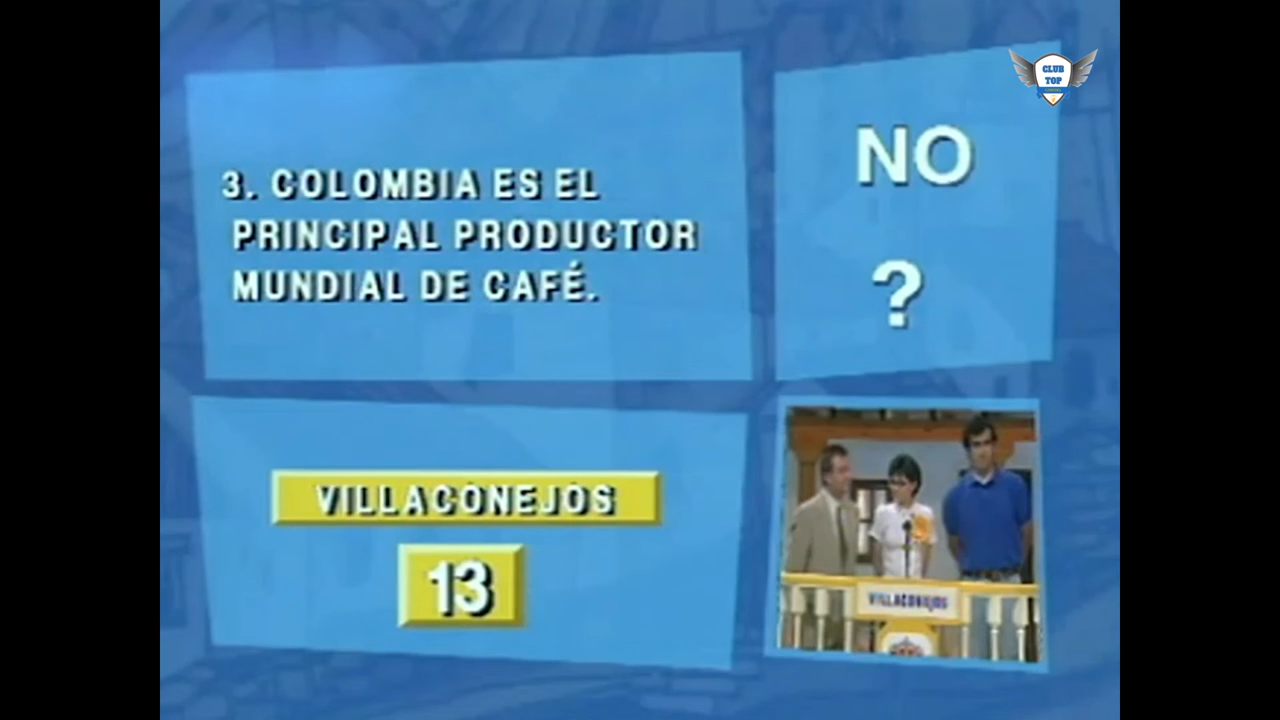 CLUB
TOP
3. COLOMBIA ES EL
PRINCIPAL PRODUCTOR
MUNDIAL DE CAFÉ.
NO
?
VILLACONEJOS
13
VILLACONEJOS